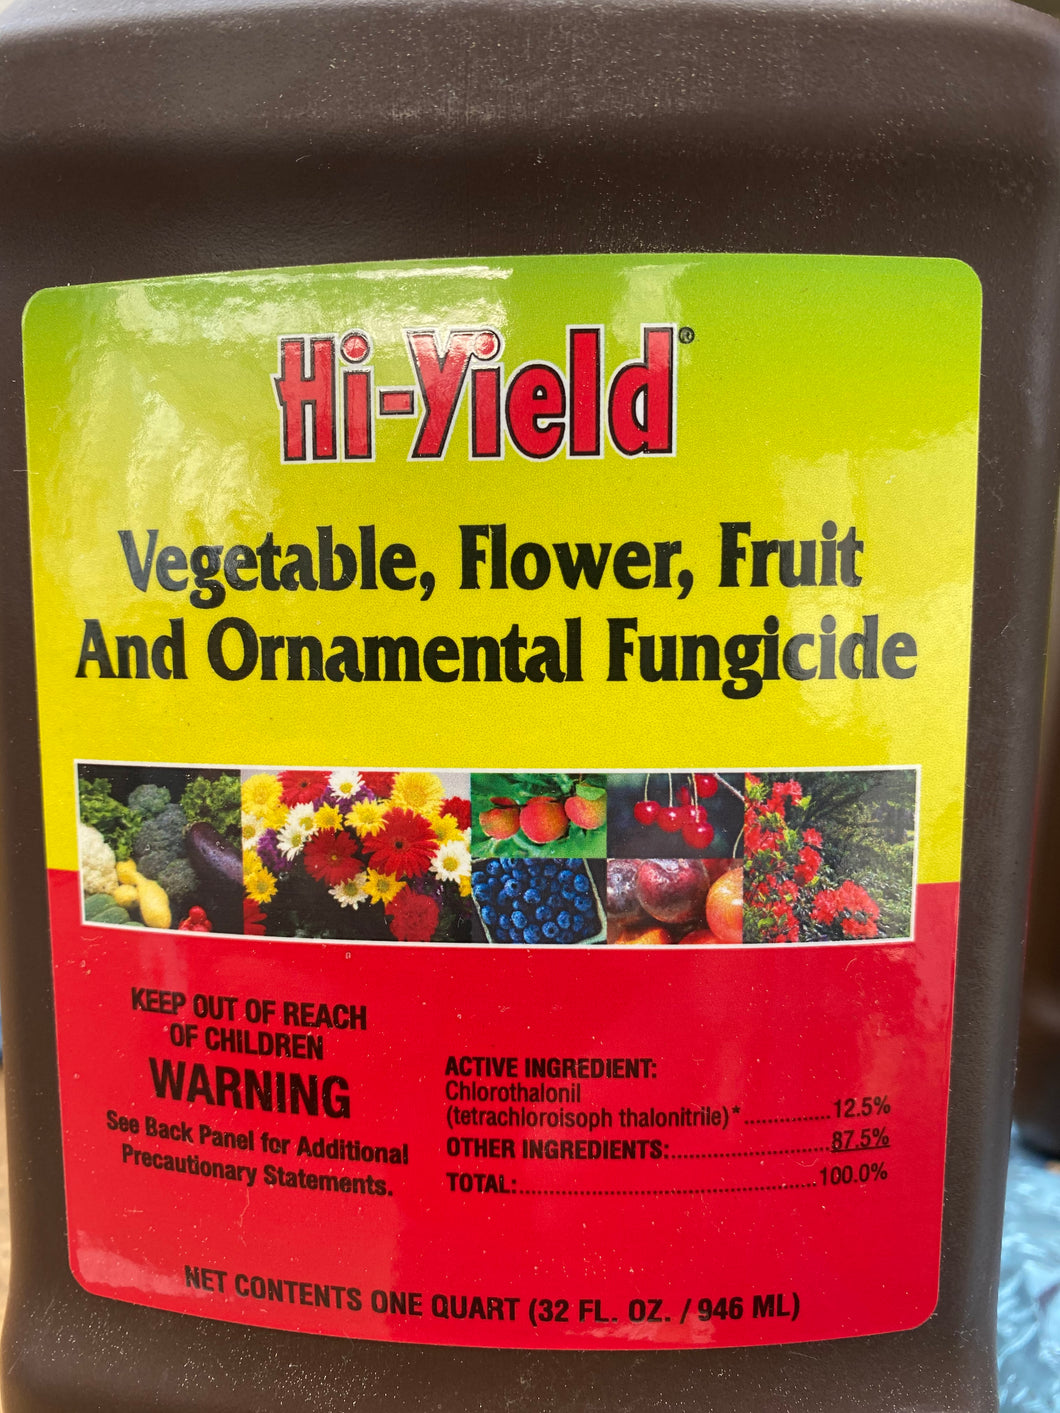 Hi-Yield®
Vegetable, Flower, Fruit
And Ornamental Fungicide
KEEP OUT OF REACH
OF CHILDREN
WARNING
See Back Panel for Additional
Precautionary Statements.
ACTIVE INGREDIENT:
Chlorothalonil
(tetrachloroisoph thalonitrile)*..............12.5%
OTHER INGREDIENTS:..........................87.5%
TOTAL:..................................................100.0%
NET CONTENTS ONE QUART (32 FL. OZ. / 946 ML)